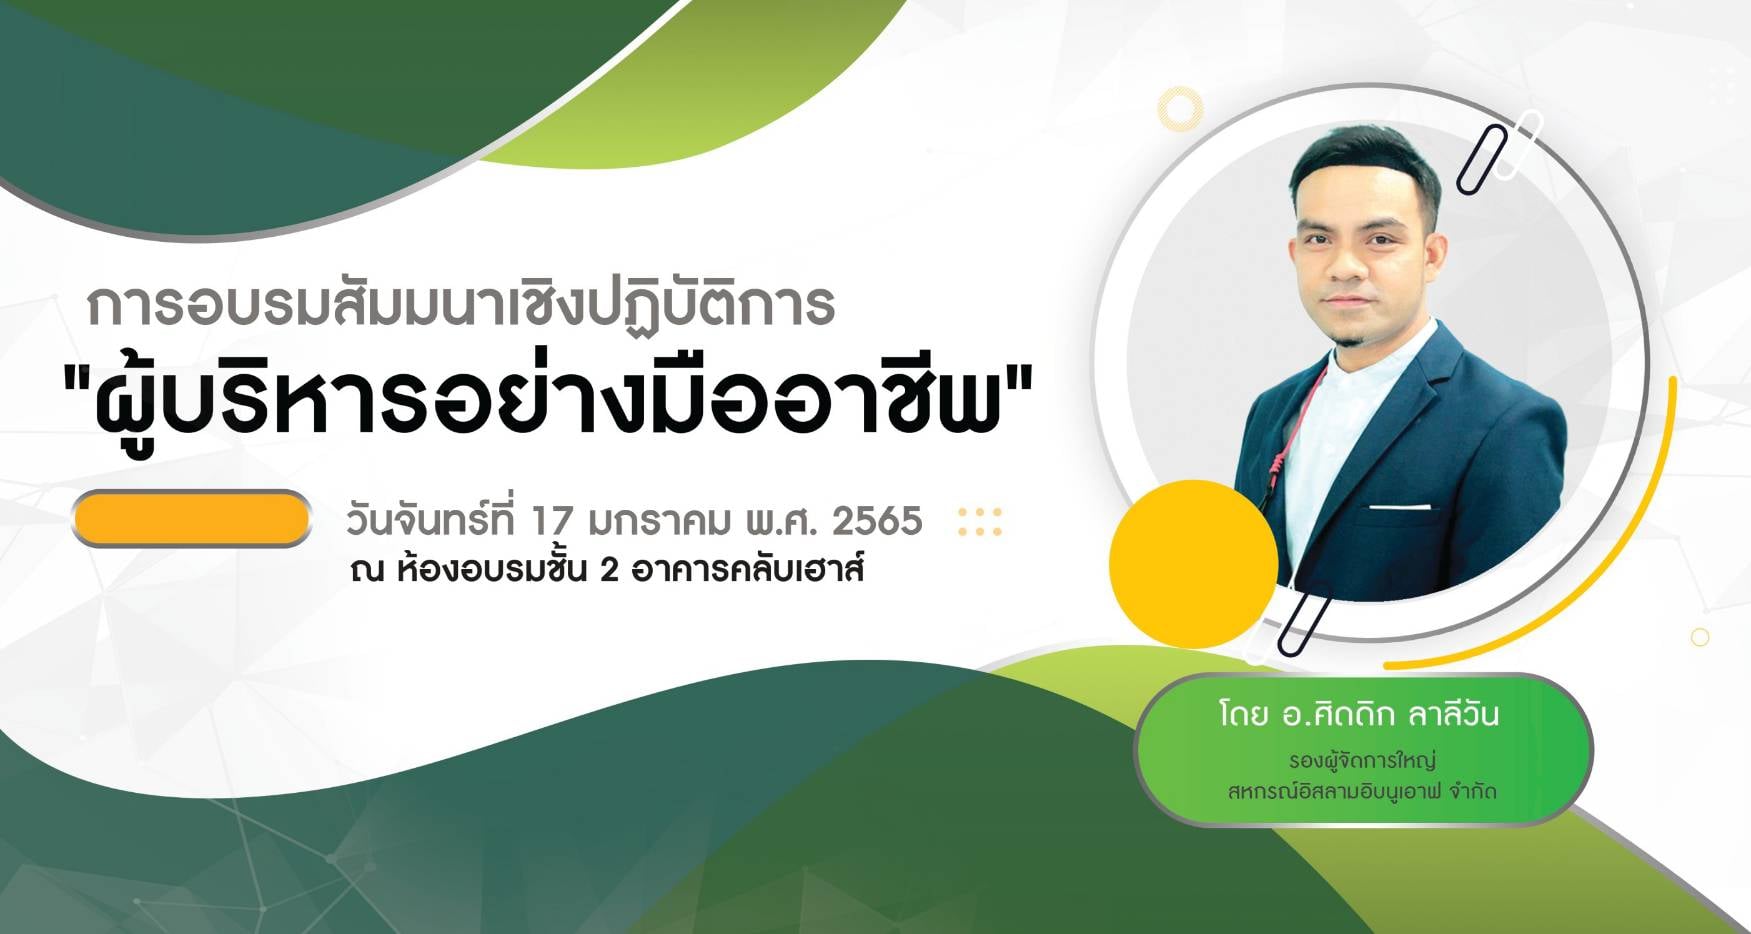 การอบรมสัมมนาเชิงปฏิบัติการ
"ผู้บริหารอย่างมืออาชีพ"
วันจันทร์ที่ 17 มกราคม พ.ศ. 2565
ณ ห้องอบรมชั้น 2 อาคารคลับเฮาส์
โดย อ.ศิดดิก ลาลีวัน
รองผู้จัดการใหญ่
สหกรณ์อิสลามอิบนูเอาฟ จำกัด